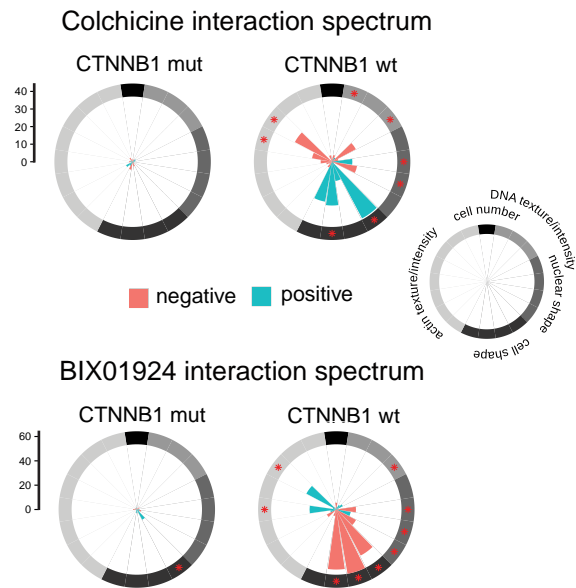 Colchicine interaction spectrum
CTNNB1 mut
CTNNB1 wt
40
30
20
10
0
DNA texture/intensity
cell number
actin texture/intensity
nuclear shape
cell shape
negative
positive
BIX01924 interaction spectrum
CTNNB1 mut
CTNNB1 wt
60
40
20
0